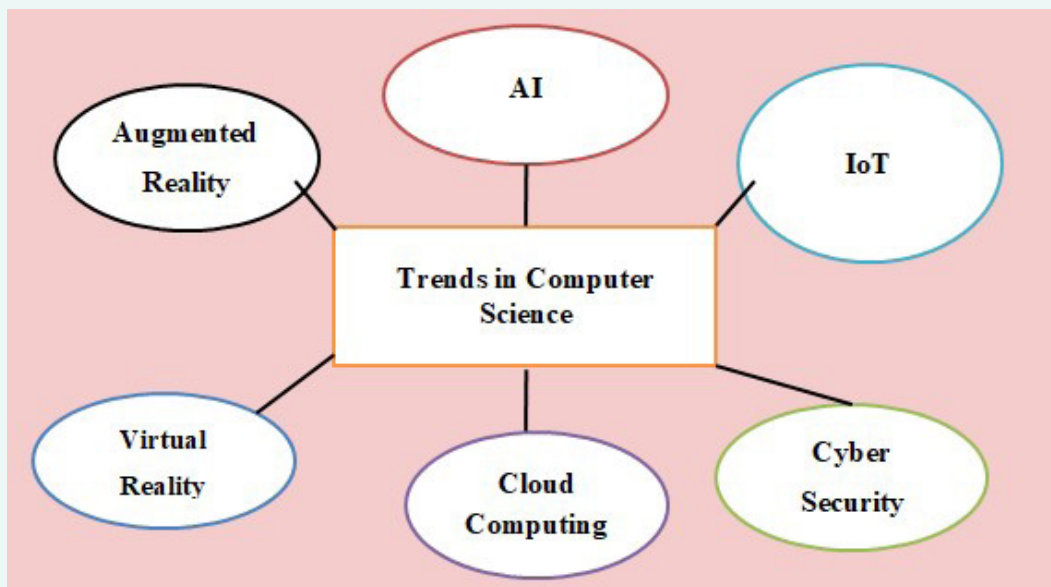 AI
Augmented
Reality
IoT
Trends in Computer
Science
Virtual
Reality
Cloud
Computing
Cyber
Security